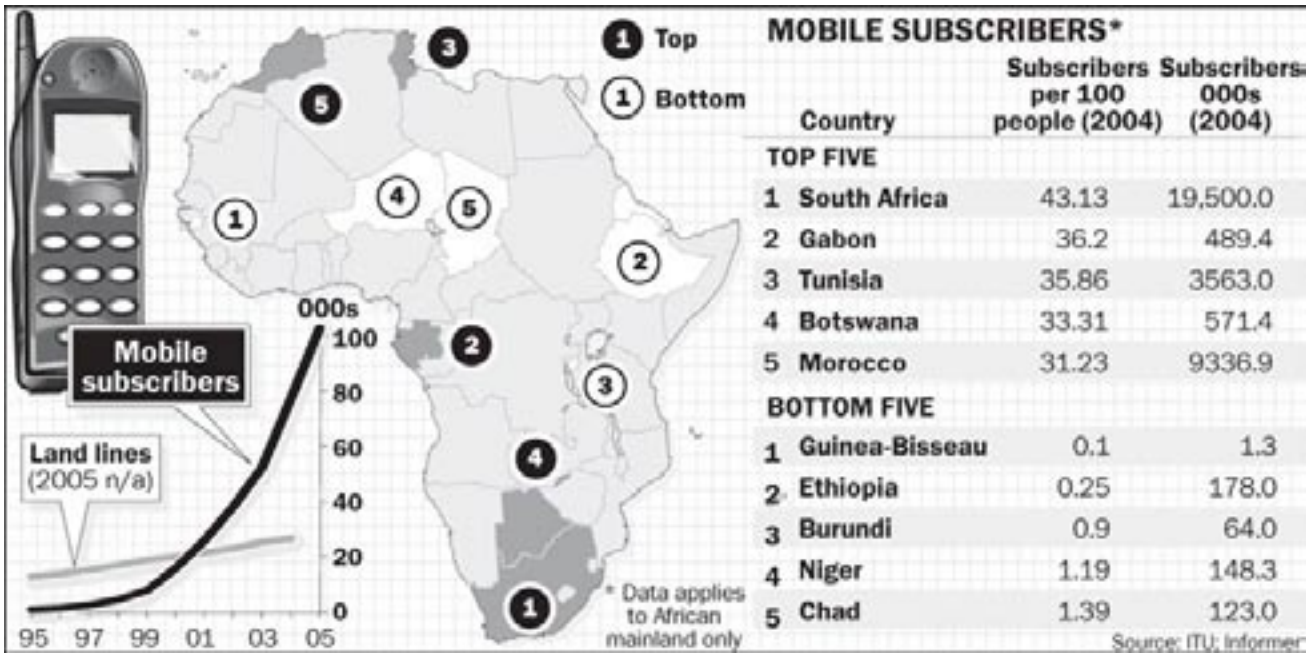 1 Top
1 Bottom
3
5
4
5
1
2
2
3
4
1
000s
100
80
60
40
20
0
Mobile
subscribers
Land lines
(2005 n/a)
95 97 99 01 03 05
* Data applies
to African
mainland only
MOBILE SUBSCRIBERS*
Country
Subscribers
per 100
people (2004)
Subscribers
000s
(2004)
TOP FIVE
1 South Africa 43.13 19,500.0
2 Gabon 36.2 489.4
3 Tunisia 35.86 3563.0
4 Botswana 33.31 571.4
5 Morocco 31.23 9336.9
BOTTOM FIVE
1 Guinea-Bisseau 0.1 1.3
2 Ethiopia 0.25 178.0
3 Burundi 0.9 64.0
4 Niger 1.19 148.3
5 Chad 1.39 123.0
Source: ITU; Informer